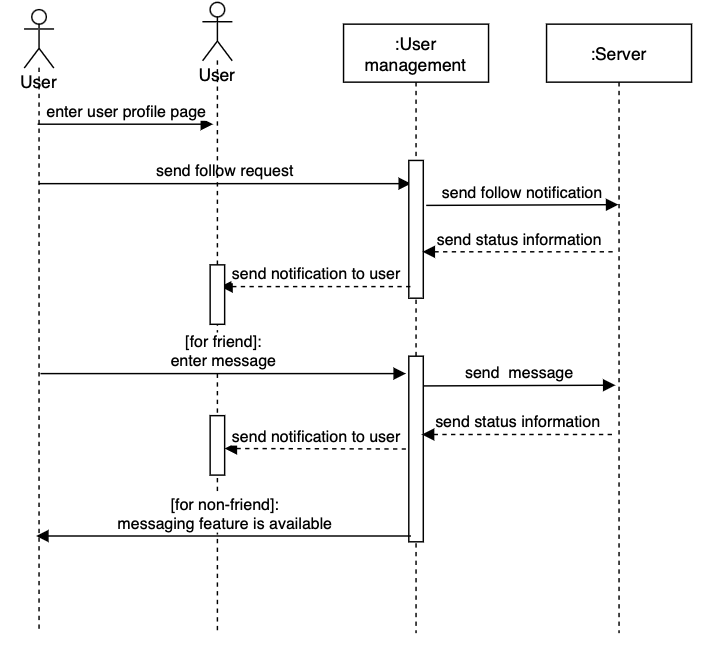 User
User
:User
management
:Server
enter user profile page
send follow request
send follow notification
send status information
send notification to user
[for friend]:
enter message
send message
send status information
send notification to user
[for non-friend]:
messaging feature is available